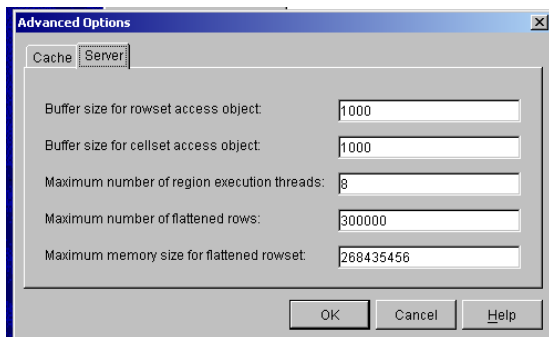 Advanced Options
Cache Server
Buffer size for rowset access object: 1000
Buffer size for cellset access object: 1000
Maximum number of region execution threads: 8
Maximum number of flattened rows: 300000
Maximum memory size for flattened rowset: 268435456
OK Cancel Help